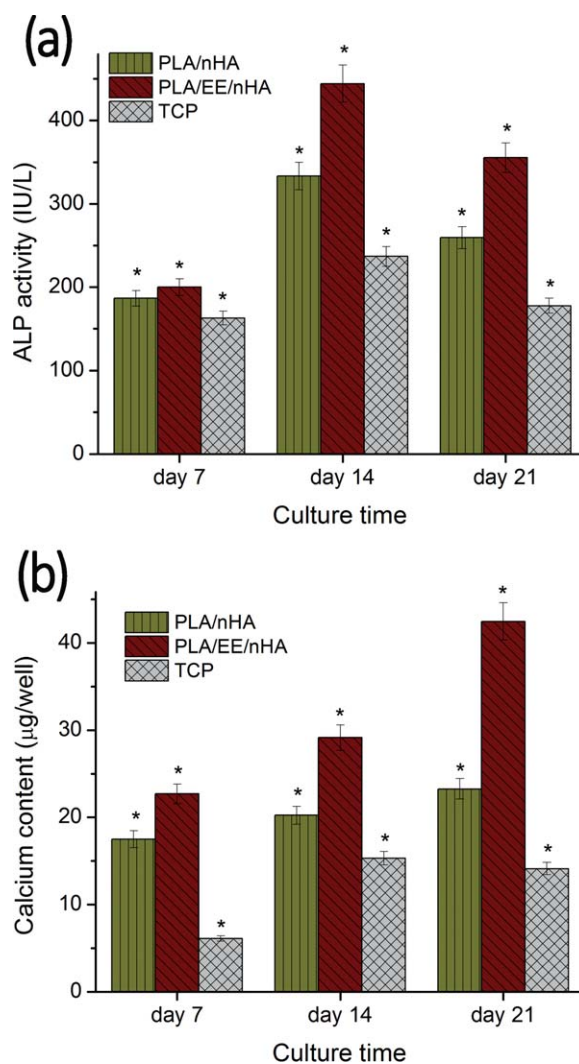 (a)
*
PLA/nHA
PLA/EE/nHA
TCP
400
300
200
100
0
ALP activity (IU/L)
* * *
* *
* * *
day 7 day 14 day 21
Culture time
(b)
PLA/nHA
PLA/EE/nHA
TCP
40
30
20
10
0
Calcium content (µg/well)
* * *
* * *
* * *
day 7 day 14 day 21
Culture time